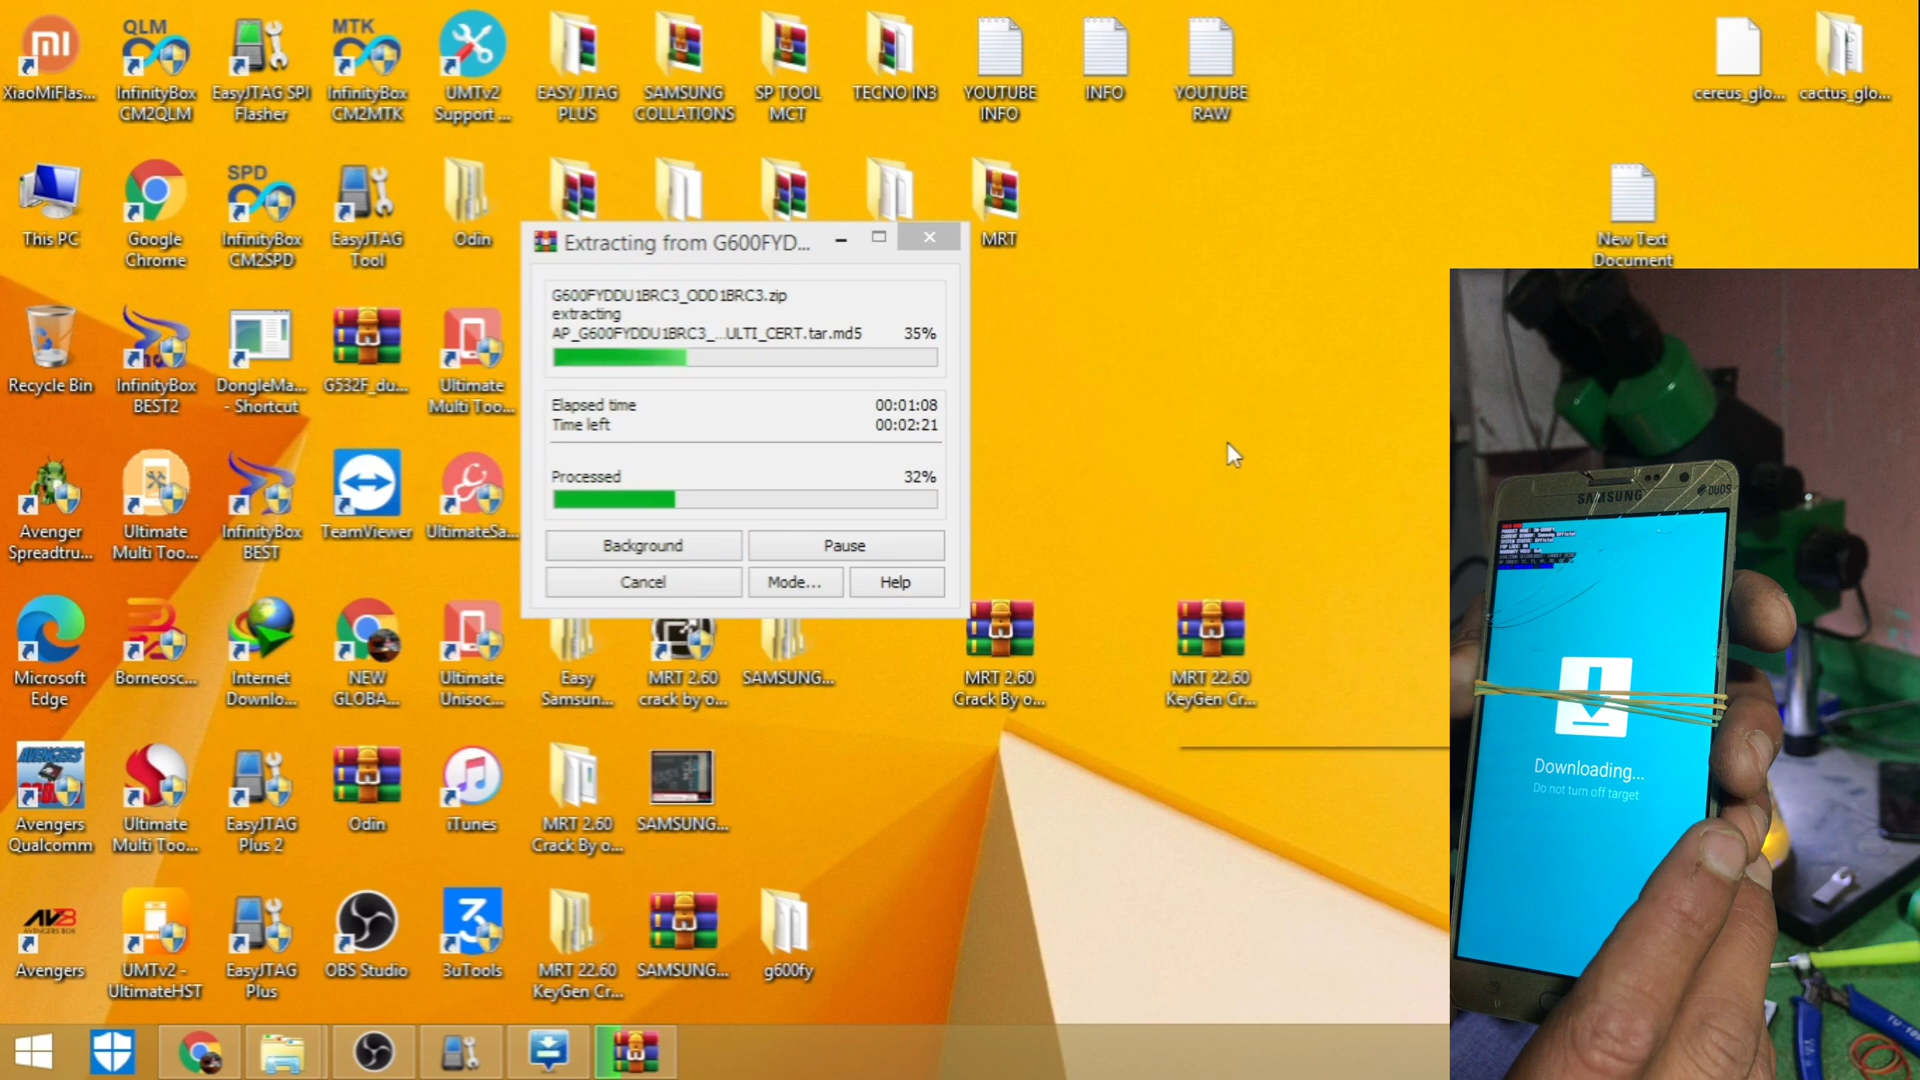 XiaoMiFlas...
QLM
InfinityBox
CM2QLM
EasyJTAG SPI
Flasher
MTK
InfinityBox
CM2MTK
UMTv2
Support ...
EASY JTAG
PLUS
SAMSUNG
COLLATIONS
SP TOOL
MCT
TECNO IN3
YOUTUBE
INFO
INFO
YOUTUBE
RAW
cereus_glo...
cactus_glo...
This PC
Google
Chrome
SPD
InfinityBox
CM2SPD
EasyJTAG
Tool
Odin
MRT
New Text
Document
Extracting from G600FYD...
G600FYDDU1BRC3_ODD1BRC3.zip
extracting
AP_G600FYDDU1BRC3_...ULTI_CERT.tar.md5 35%
Elapsed time 00:01:08
Time left 00:02:21
Processed 32%
Background Pause
Cancel Mode... Help
Recycle Bin
InfinityBox
BEST2
DongleMa...
- Shortcut
G532F_du...
Ultimate
Multi Too...
Avenger
Spreadtru...
Ultimate
Multi Too...
InfinityBox
BEST
TeamViewer
UltimateSa...
Microsoft
Edge
Borneosc...
Internet
Downlo...
NEW
GLOBA...
Ultimate
Unisoc...
Easy
Samsun...
MRT 2.60
crack by o...
SAMSUNG...
MRT 2.60
Crack By o...
MRT 22.60
KeyGen Cr...
AVENGERS
Avengers
Qualcomm
Ultimate
Multi Too...
EasyJTAG
Plus 2
Odin
iTunes
MRT 2.60
Crack By o...
SAMSUNG...
AVB
AVENGERS BOX
Avengers
UMTv2 -
UltimateHST
EasyJTAG
Plus
OBS Studio
3uTools
MRT 22.60
KeyGen Cr...
SAMSUNG...
g600fy
SAMSUNG
DUOS
Downloading...
Do not turn off target